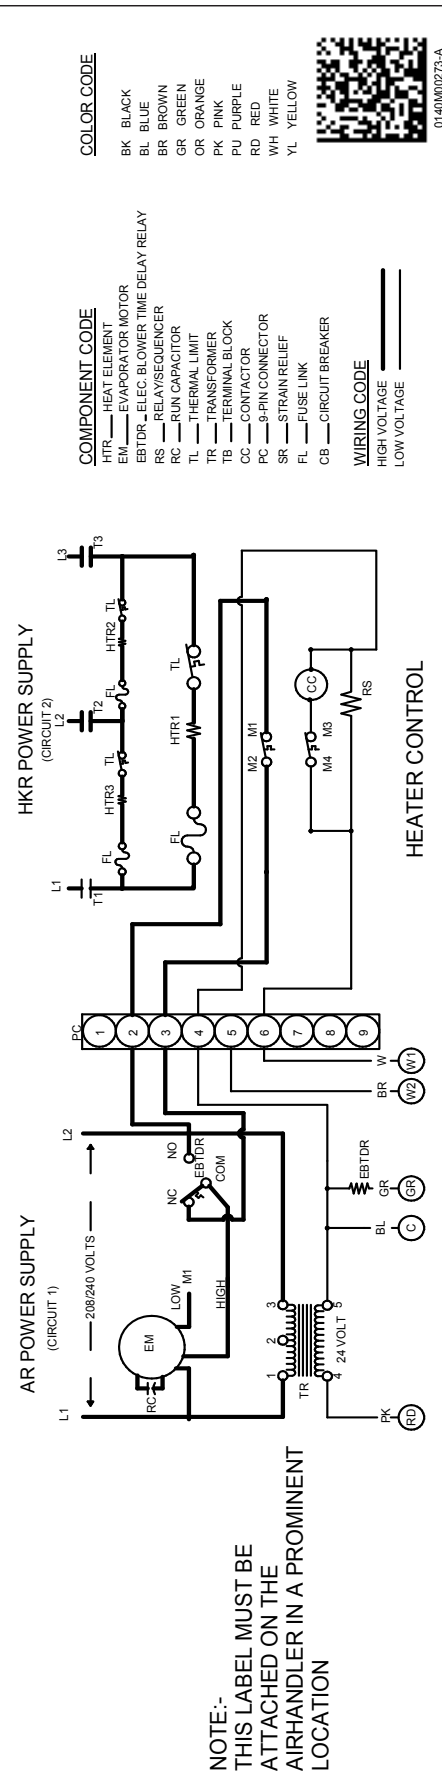 AR POWER SUPPLY
(CIRCUIT 1)
L1
208/240 VOLTS
L2
RC
EM
LOW
M1
HIGH
NC
NO
EBTDR
COM
1
2
3
TR
24 VOLT
4
5
PK
RD
BL
C
GR
GR
EBTDR
BR
W2
W
W1
PC
1
2
3
4
5
6
7
8
9
HKR POWER SUPPLY
(CIRCUIT 2)
L1
L2
L3
T1
T2
T3
FL
HTR3
TL
FL
HTR2
TL
FL
HTR1
TL
M2
M1
M4
M3
CC
RS
HEATER CONTROL
NOTE:-
THIS LABEL MUST BE
ATTACHED ON THE
AIRHANDLER IN A PROMINENT
LOCATION
COMPONENT CODE
HTR HEAT ELEMENT
EM EVAPORATOR MOTOR
EBTDR ELEC. BLOWER TIME DELAY RELAY
RS RELAY/SEQUENCER
RC RUN CAPACITOR
TL THERMAL LIMIT
TR TRANSFORMER
TB TERMINAL BLOCK
CC CONTACTOR
PC 9-PIN CONNECTOR
SR STRAIN RELIEF
FL FUSE LINK
CB CIRCUIT BREAKER
WIRING CODE
HIGH VOLTAGE
LOW VOLTAGE
COLOR CODE
BK BLACK
BL BLUE
BR BROWN
GR GREEN
OR ORANGE
PK PINK
PU PURPLE
RD RED
WH WHITE
YL YELLOW
0140M00273-A